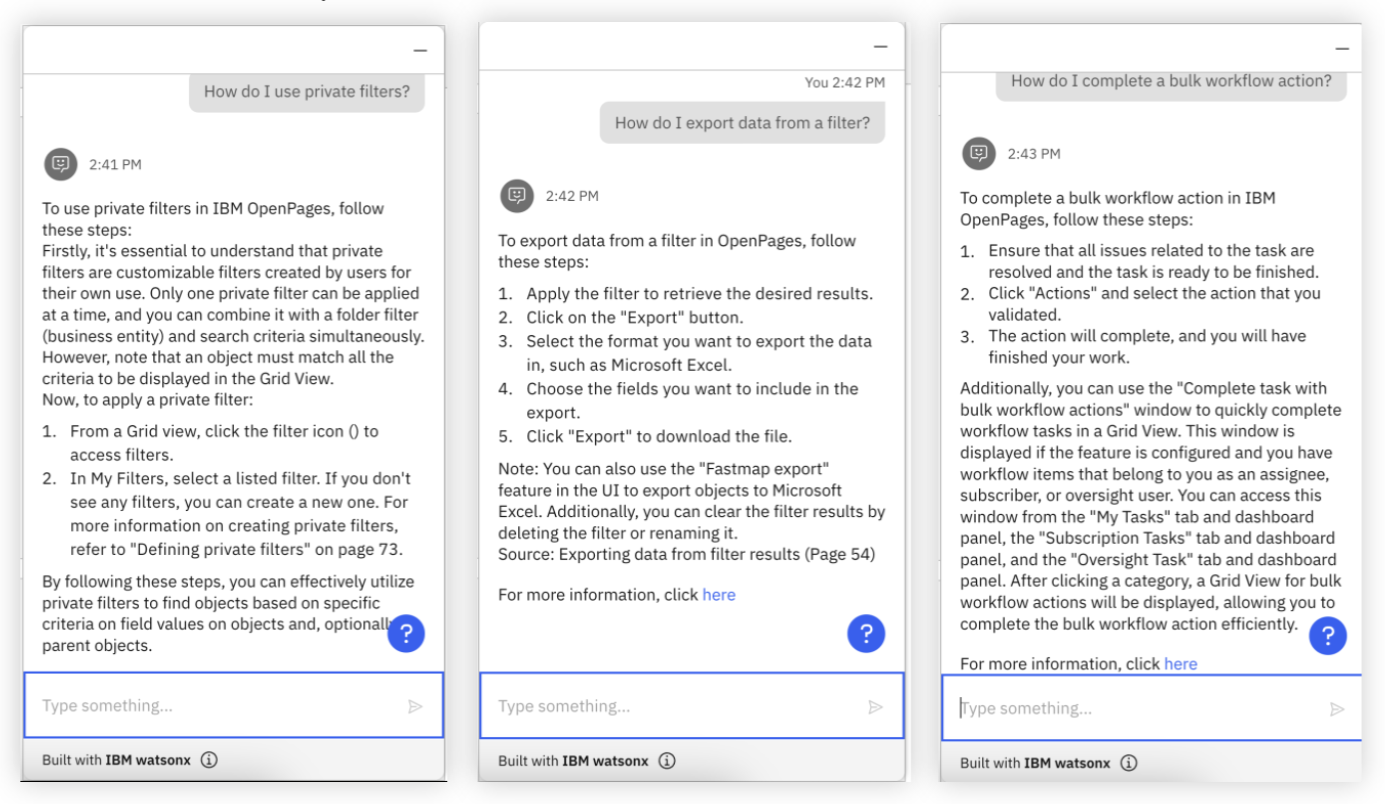 How do I use private filters?
2:41 PM
To use private filters in IBM OpenPages, follow
these steps:
Firstly, it's essential to understand that private
filters are customizable filters created by users for
their own use. Only one private filter can be applied
at a time, and you can combine it with a folder filter
(business entity) and search criteria simultaneously.
However, note that an object must match all the
criteria to be displayed in the Grid View.
Now, to apply a private filter:
1. From a Grid view, click the filter icon () to
access filters.
2. In My Filters, select a listed filter. If you don't
see any filters, you can create a new one. For
more information on creating private filters,
refer to "Defining private filters" on page 73.
By following these steps, you can effectively utilize
private filters to find objects based on specific
criteria on field values on objects and, optionall
parent objects.
?
Type something...
Built with IBM watsonx
You 2:42 PM
How do I export data from a filter?
2:42 PM
To export data from a filter in OpenPages, follow
these steps:
1. Apply the filter to retrieve the desired results.
2. Click on the "Export" button.
3. Select the format you want to export the data
in, such as Microsoft Excel.
4. Choose the fields you want to include in the
export.
5. Click "Export" to download the file.
Note: You can also use the "Fastmap export"
feature in the UI to export objects to Microsoft
Excel. Additionally, you can clear the filter results by
deleting the filter or renaming it.
Source: Exporting data from filter results (Page 54)
For more information, click here
?
Type something...
Built with IBM watsonx
How do I complete a bulk workflow action?
2:43 PM
To complete a bulk workflow action in IBM
OpenPages, follow these steps:
1. Ensure that all issues related to the task are
resolved and the task is ready to be finished.
2. Click "Actions" and select the action that you
validated.
3. The action will complete, and you will have
finished your work.
Additionally, you can use the "Complete task with
bulk workflow actions" window to quickly complete
workflow tasks in a Grid View. This window is
displayed if the feature is configured and you have
workflow items that belong to you as an assignee,
subscriber, or oversight user. You can access this
window from the "My Tasks" tab and dashboard
panel, the "Subscription Tasks" tab and dashboard
panel, and the "Oversight Task" tab and dashboard
panel. After clicking a category, a Grid View for bulk
workflow actions will be displayed, allowing you to
complete the bulk workflow action efficiently.
?
For more information, click here
Type something...
Built with IBM watsonx